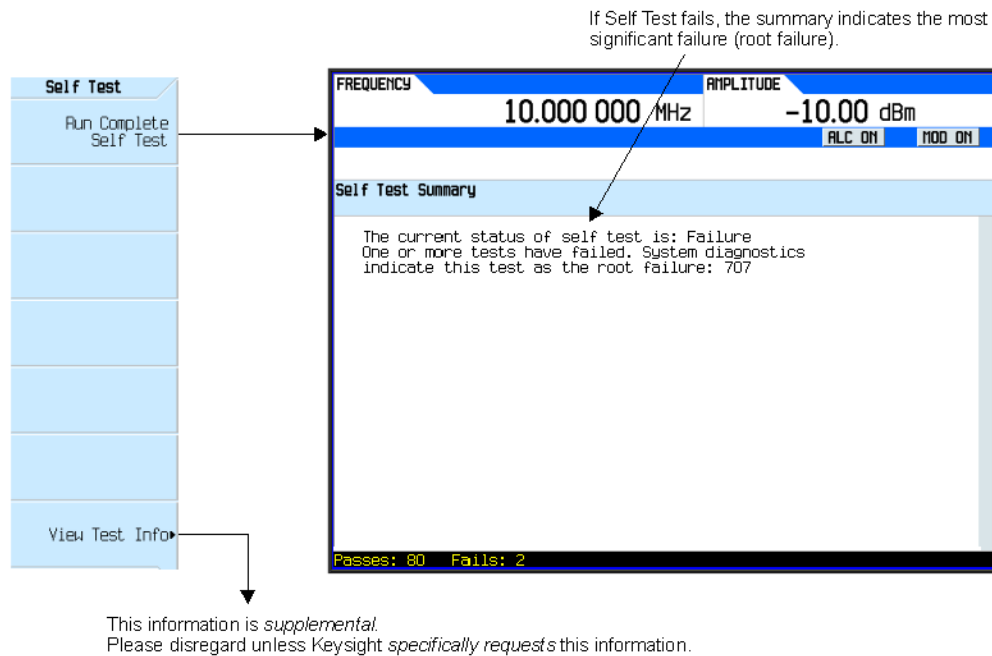 If Self Test fails, the summary indicates the most
significant failure (root failure).
Self Test
Run Complete
Self Test
View Test Info
FREQUENCY
AMPLITUDE
10.000 000 MHz
-10.00 dBm
ALC ON
MOD ON
Self Test Summary
The current status of self test is: Failure
One or more tests have failed. System diagnostics
indicate this test as the root failure: 707
Passes: 80 Fails: 2
This information is supplemental.
Please disregard unless Keysight specifically requests this information.